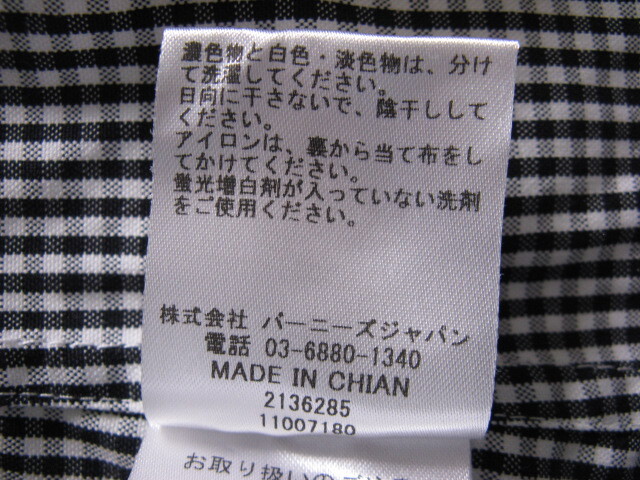 濃色物と白色・淡色物は、分け
て洗濯してください。
日向に干さないで、陰干しして
ください。
アイロンは、裏から当て布をし
てかけてください。
蛍光増白剤が入っていない洗剤
をご使用ください。
株式会社 バーニーズジャパン
電話 03-6880-1340
MADE IN CHIAN
2136285
11007180
お取り扱いのご注意